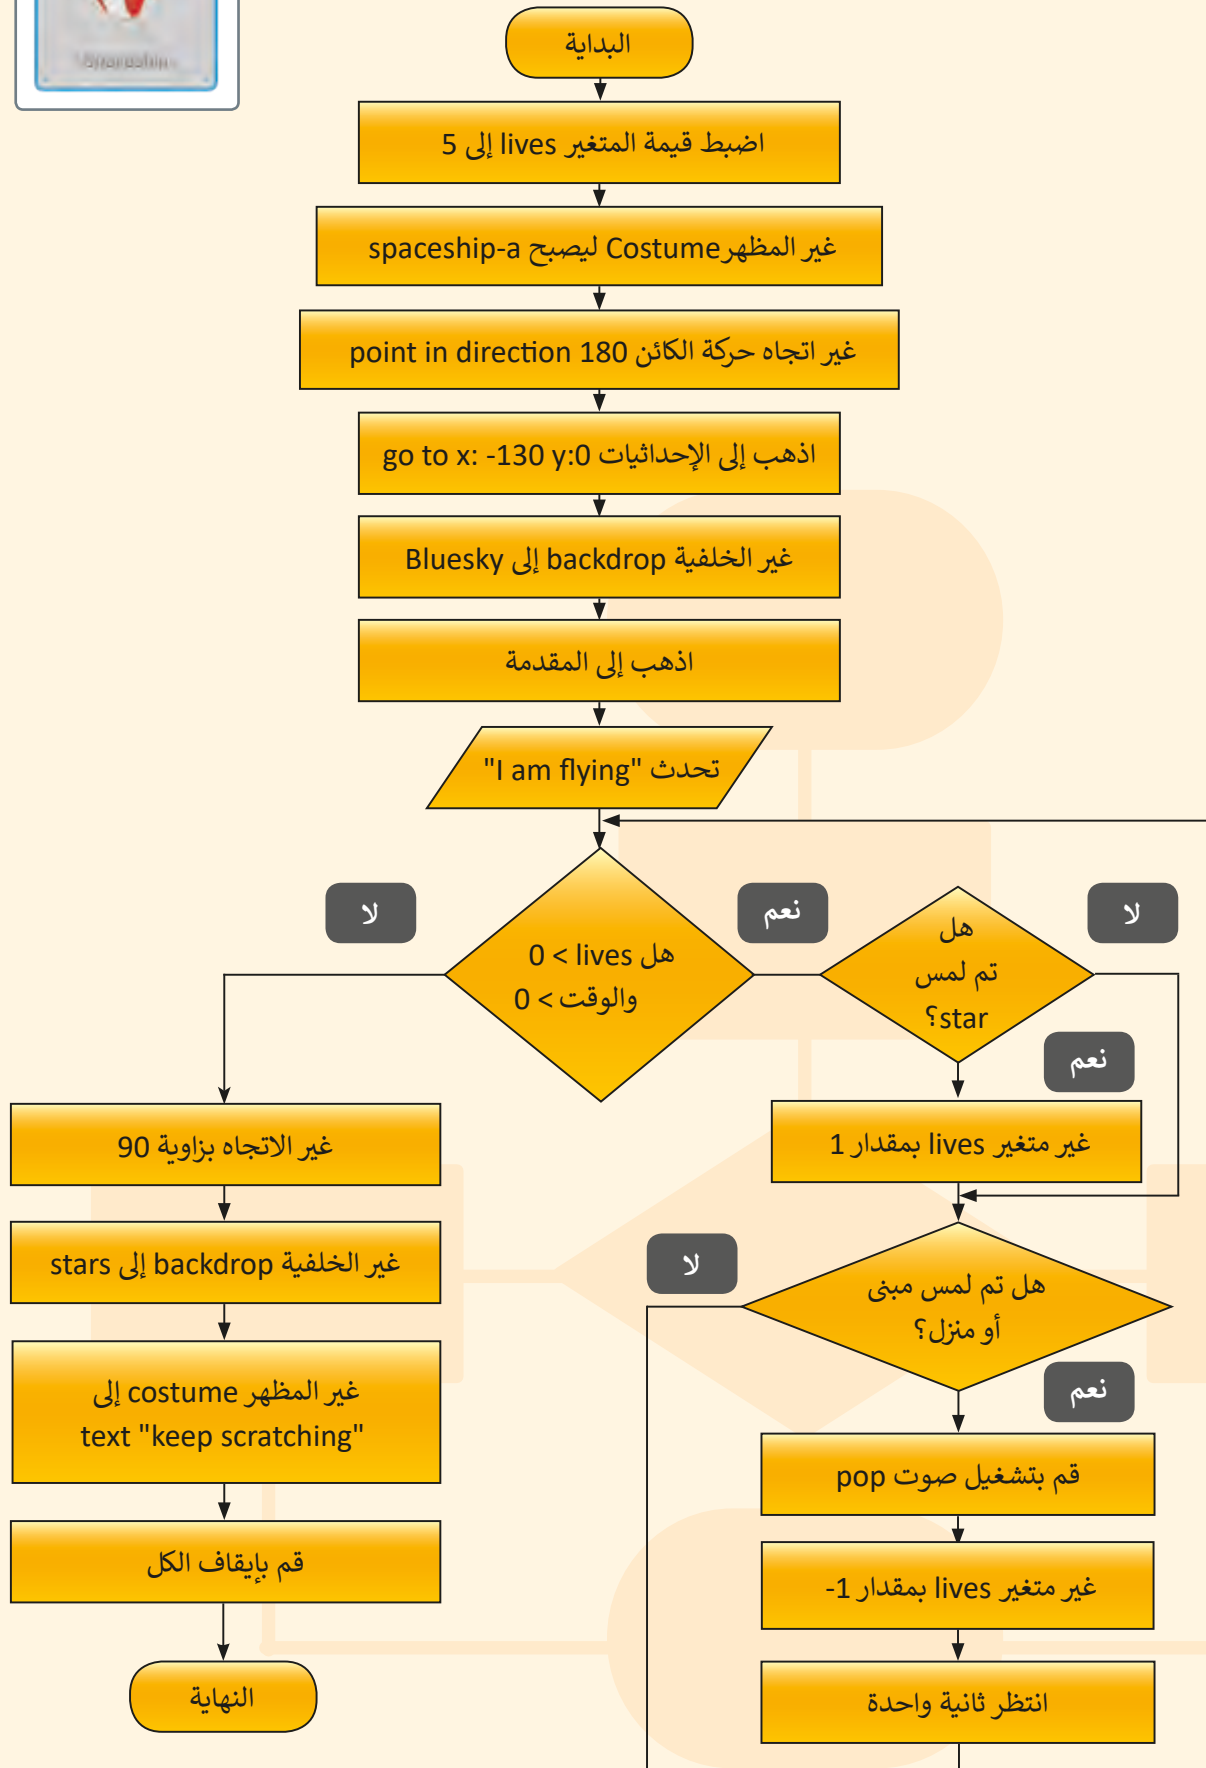 البداية
اضبط قيمة المتغير lives إلى 5
غير المظهر Costume ليصبح spaceship-a
غير اتجاه حركة الكائن point in direction 180
اذهب إلى الإحداثيات go to x: -130 y:0
غير الخلفية backdrop إلى Bluesky
اذهب إلى المقدمة
تحدث "I am flying"
هل lives > 0
والوقت > 0
لا
نعم
هل
تم لمس
star؟
لا
نعم
غير متغير lives بمقدار 1
هل تم لمس مبنى
أو منزل؟
لا
نعم
قم بتشغيل صوت pop
غير متغير lives بمقدار 1-
انتظر ثانية واحدة
غير الاتجاه بزاوية 90
غير الخلفية backdrop إلى stars
غير المظهر costume إلى
text "keep scratching"
قم بإيقاف الكل
النهاية